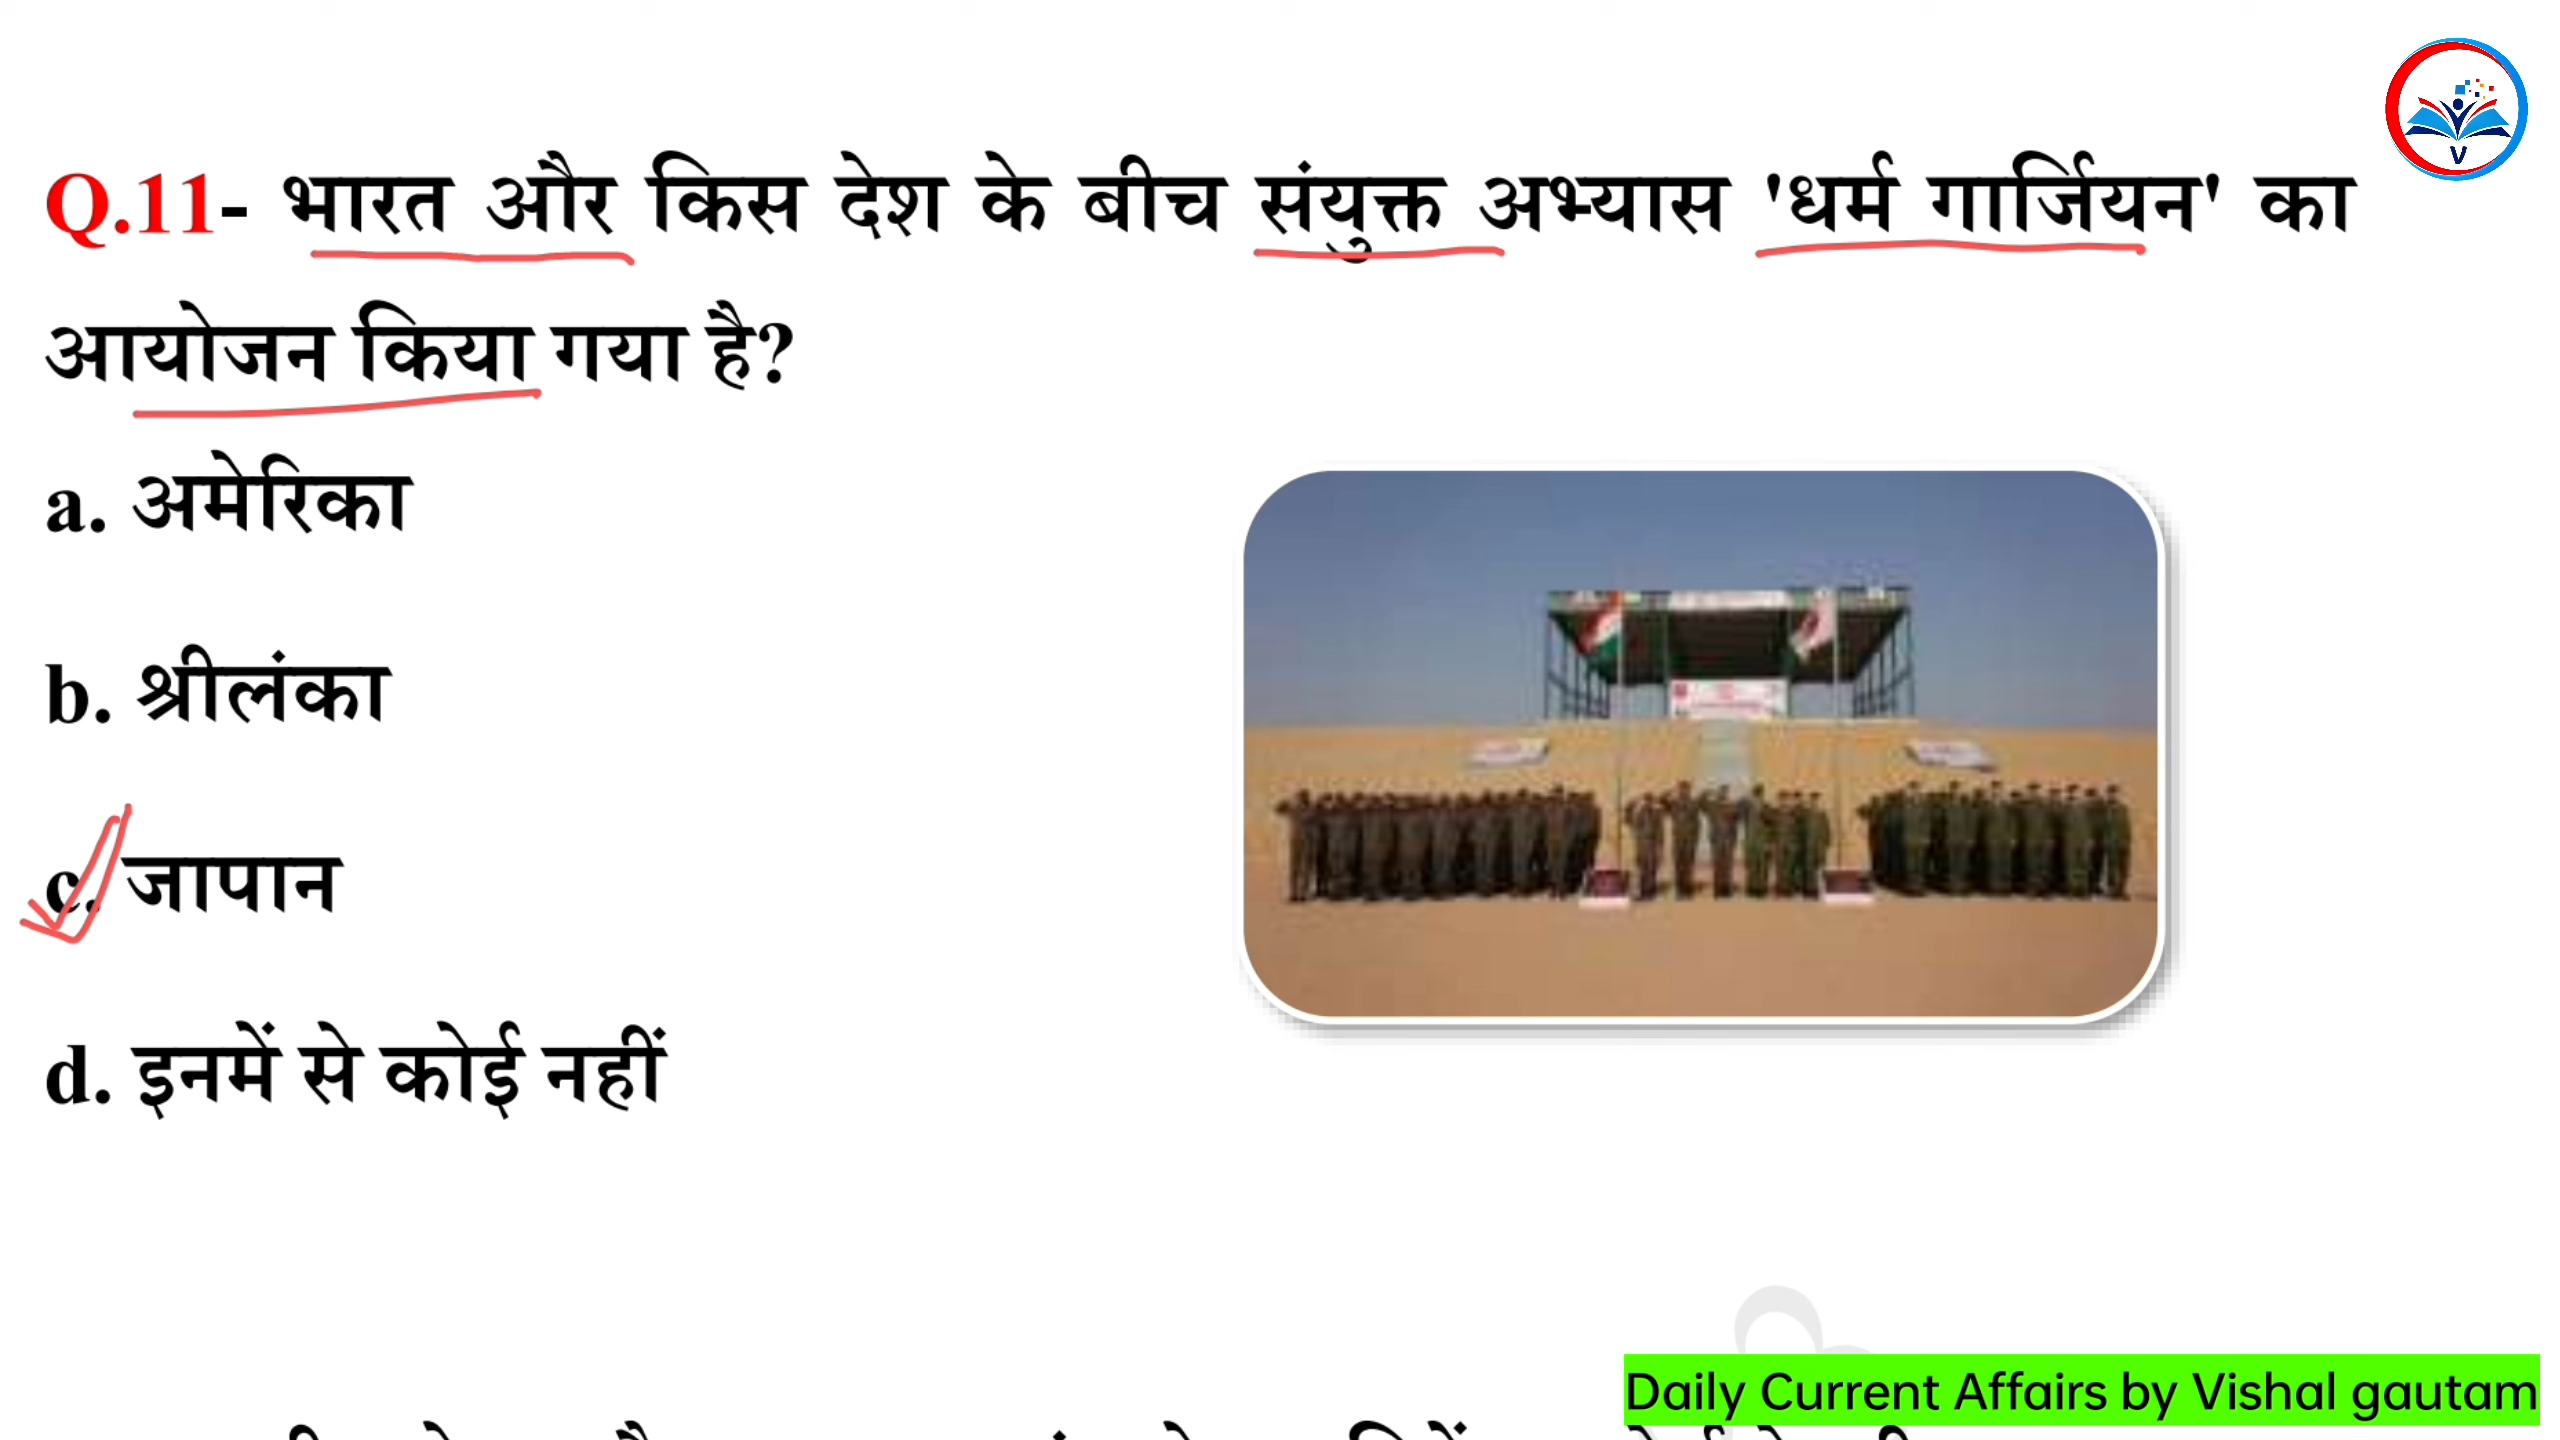 Q.11- भारत और किस देश के बीच संयुक्त अभ्यास 'धर्म गार्जियन' का
आयोजन किया गया है?
a. अमेरिका
b. श्रीलंका
c. जापान
d. इनमें से कोई नहीं
V
Daily Current Affairs by Vishal gautam